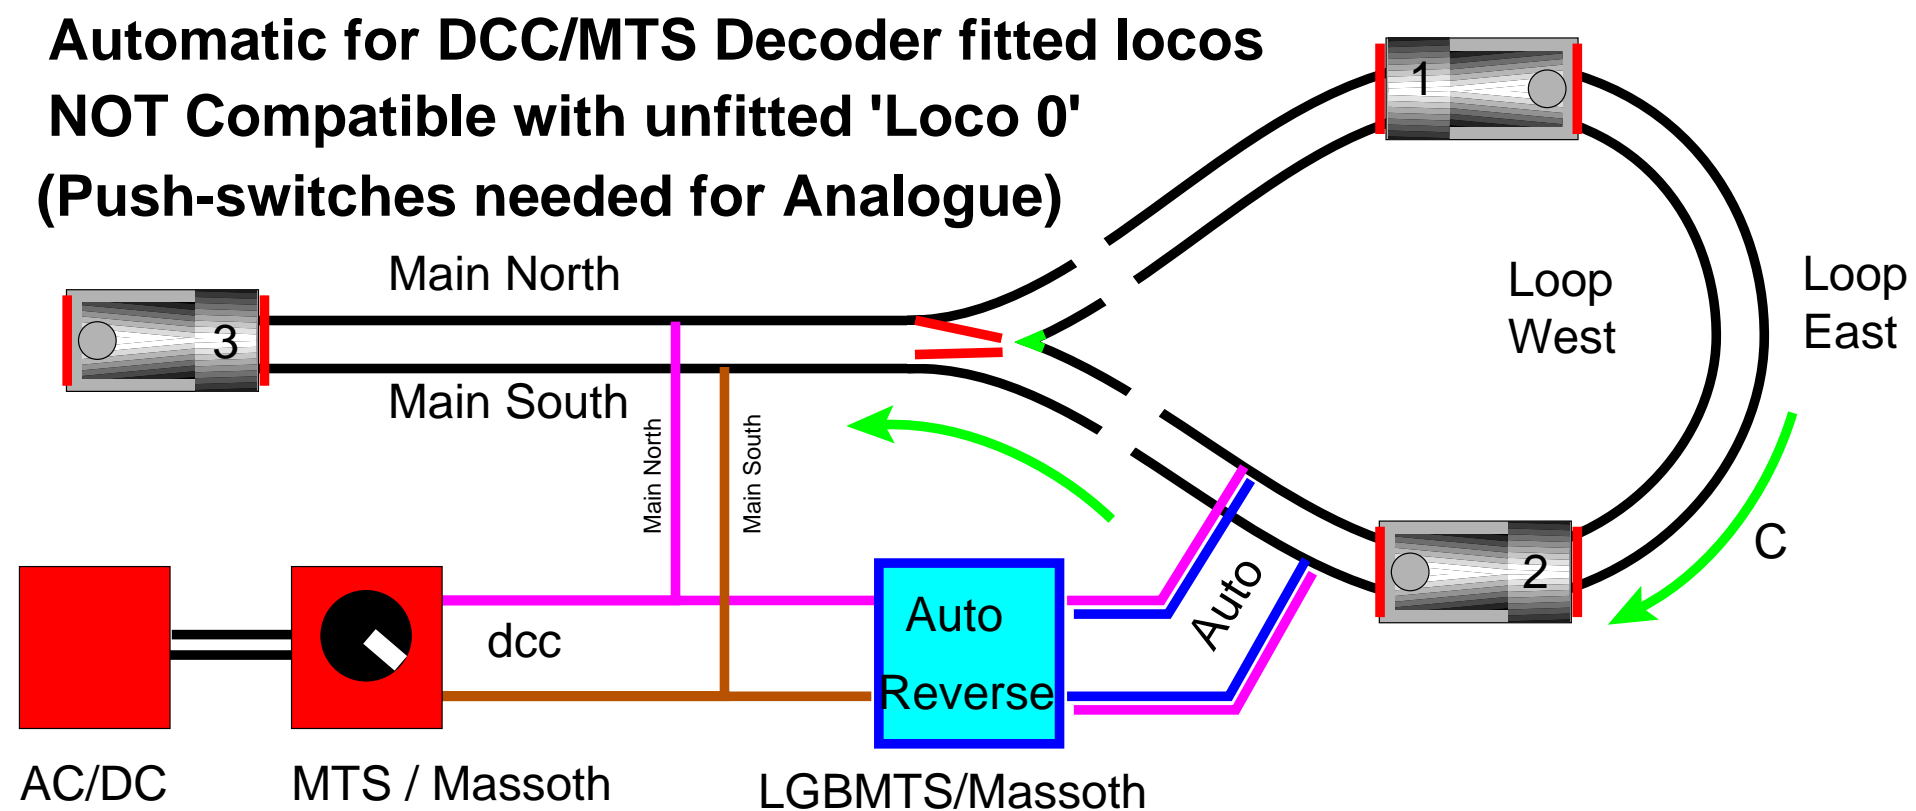 Automatic for DCC/MTS Decoder fitted locos
NOT Compatible with unfitted 'Loco 0'
(Push-switches needed for Analogue)
1
Main North
Loop
West
Loop
East
3
Main South
Main North
Main South
C
2
Auto
dcc
Auto
Reverse
AC/DC
MTS / Massoth
LGBMTS/Massoth